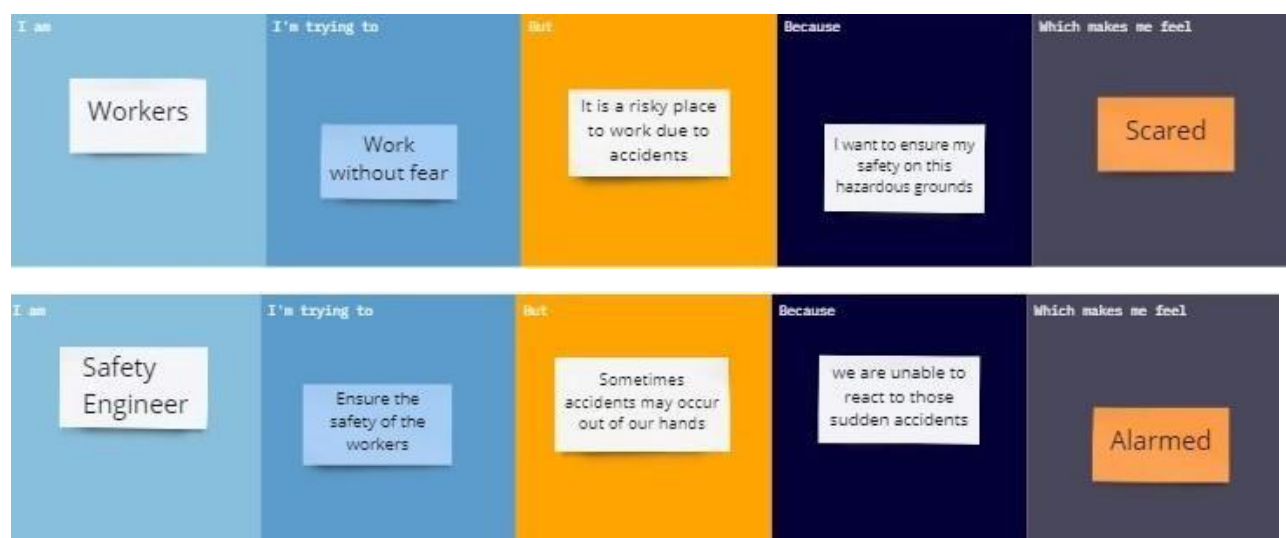 I am
I'm trying to
But
Because
Which makes me feel
Workers
Work
without fear
It is a risky place
to work due to
accidents
I want to ensure my
safety on this
hazardous grounds
Scared
I am
I'm trying to
But
Because
Which makes me feel
Safety
Engineer
Ensure the
safety of the
workers
Sometimes
accidents may occur
out of our hands
we are unable to
react to those
sudden accidents
Alarmed